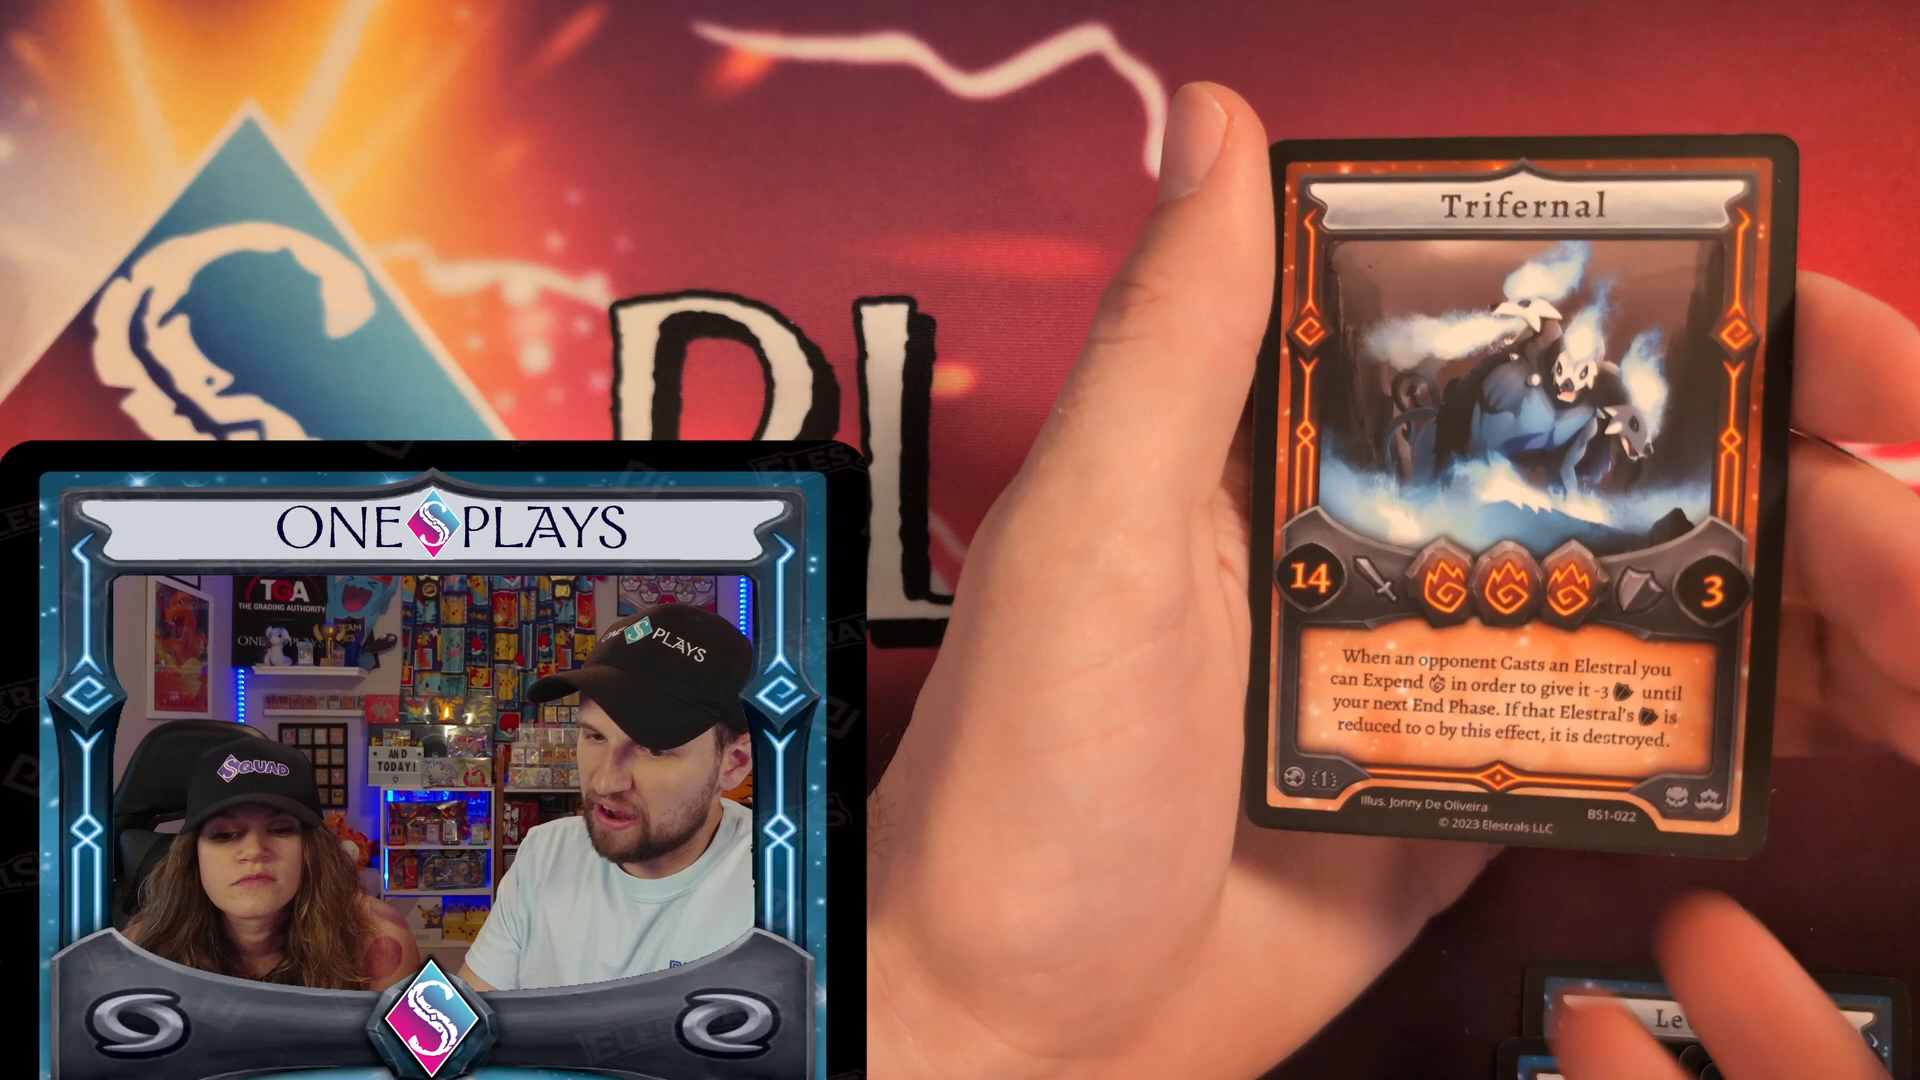 PL
Trifernal
14
3
When an opponent Casts an Elestral you
can Expend in order to give it -3 until
your next End Phase. If that Elestral's is
reduced to 0 by this effect, it is destroyed.
(1)
Illus. Jonny De Oliveira
BS1-022
© 2023 Elestrals LLC
Le
ONE S PLAYS
TGA
THE GRADING AUTHORITY
ONE S PLAYS
AND
TODAY!
SQUAD